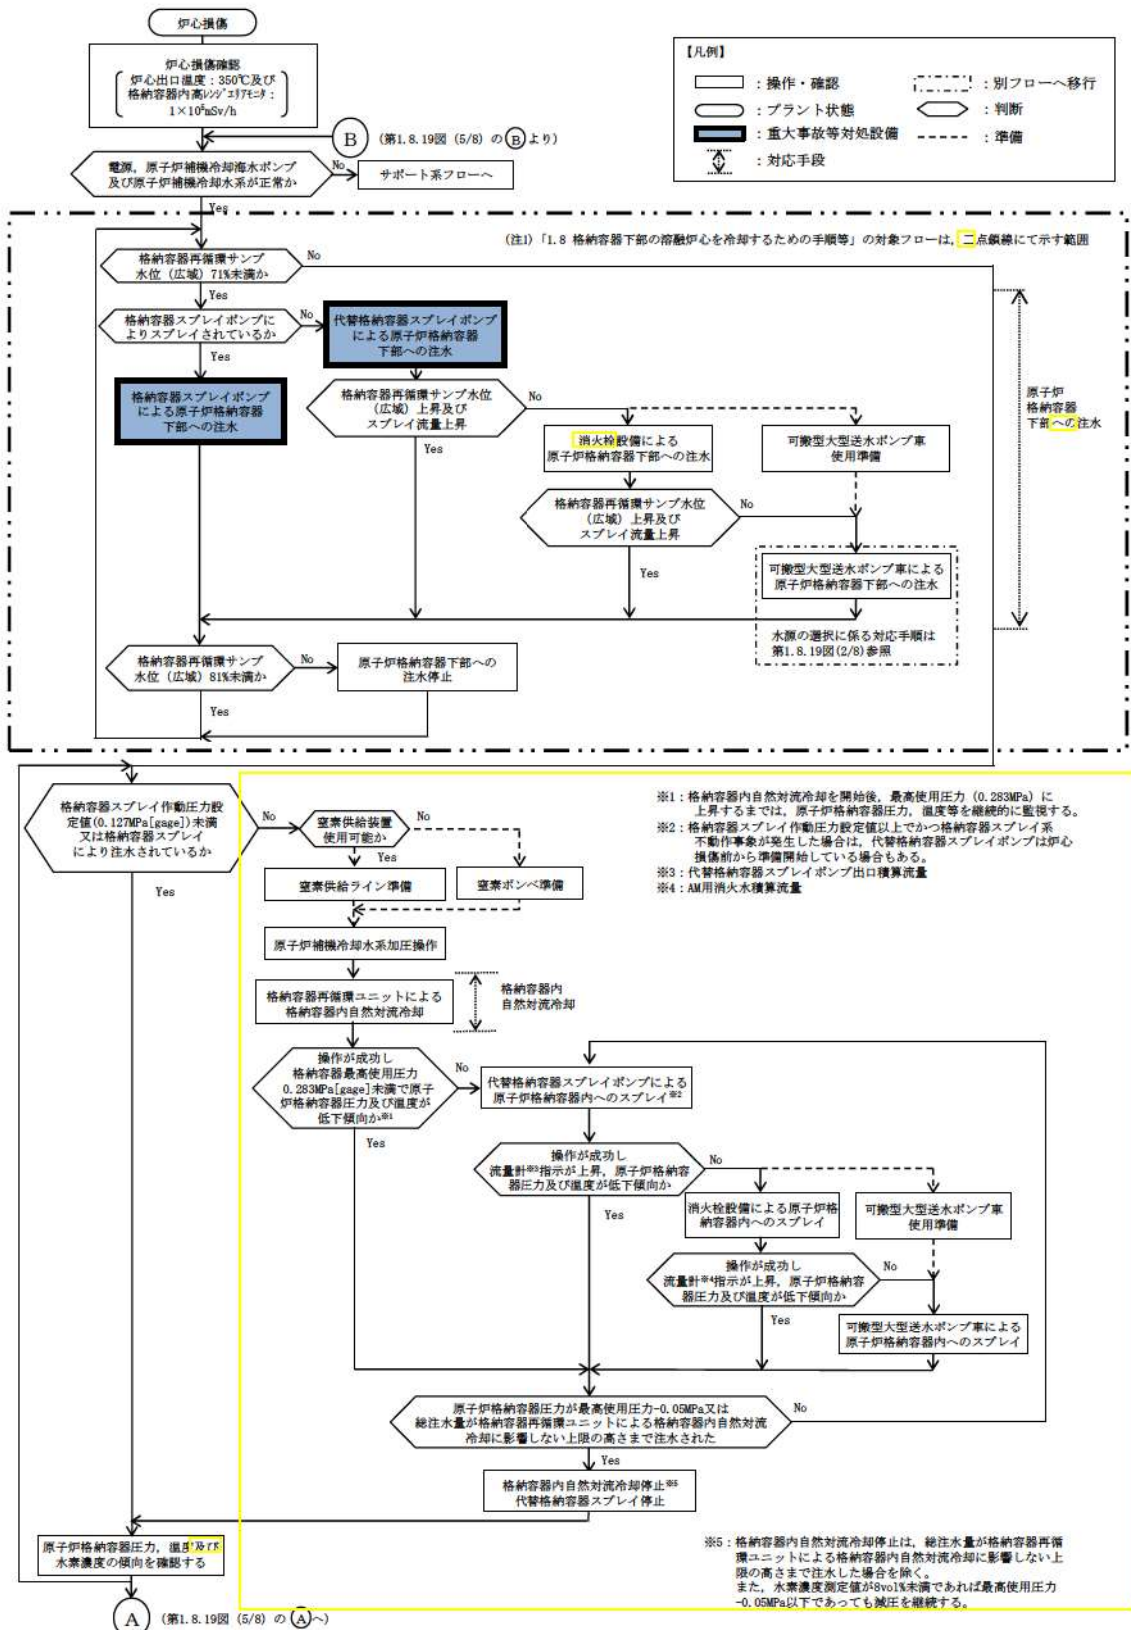 炉心損傷
炉心損傷確認
炉心出口温度：350℃及び
格納容器内高ﾚﾝｼﾞｴﾘｱﾓﾆﾀ：
1×10⁵mSv/h
B
(第1.8.19図 (5/8) の B より)
電源，原子炉補機冷却海水ポンプ
及び原子炉補機冷却水系が正常か
No
サポート系フローへ
Yes
【凡例】
：操作・確認
：別フローへ移行
：プラント状態
：判断
：重大事故等対処設備
：準備
：対応手段
(注1)「1.8 格納容器下部の溶融炉心を冷却するための手順等」の対象フローは，二点鎖線にて示す範囲
格納容器再循環サンプ
水位（広域）71%未満か
No
Yes
格納容器スプレイポンプに
よりスプレイされているか
No
Yes
代替格納容器スプレイポンプ
による原子炉格納容器
下部への注水
格納容器スプレイポンプ
による原子炉格納容器
下部への注水
格納容器再循環サンプ水位
（広域）上昇及び
スプレイ流量上昇
No
Yes
消火栓設備による
原子炉格納容器下部への注水
可搬型大型送水ポンプ車
使用準備
格納容器再循環サンプ水位
（広域）上昇及び
スプレイ流量上昇
No
Yes
可搬型大型送水ポンプ車による
原子炉格納容器下部への注水
水源の選択に係る対応手順は
第1.8.19図(2/8)参照
原子炉
格納容器
下部への注水
格納容器再循環サンプ
水位（広域）81%未満か
No
Yes
原子炉格納容器下部への
注水停止
格納容器スプレイ作動圧力設
定値(0.127MPa[gage])未満
又は格納容器スプレイ
により注水されているか
No
Yes
窒素供給装置
使用可能か
No
Yes
窒素供給ライン準備
窒素ボンベ準備
原子炉補機冷却水系加圧操作
格納容器再循環ユニットによる
格納容器内自然対流冷却
格納容器内
自然対流冷却
※1：格納容器内自然対流冷却を開始後，最高使用圧力（0.283MPa）に
上昇するまでは，原子炉格納容器圧力，温度等を継続的に監視する。
※2：格納容器スプレイ作動圧力設定値以上でかつ格納容器スプレイ系
不動作事象が発生した場合は，代替格納容器スプレイポンプは炉心
損傷前から準備開始している場合もある。
※3：代替格納容器スプレイポンプ出口積算流量
※4：AM用消火水積算流量
操作が成功し
格納容器最高使用圧力
0.283MPa[gage]未満で原子
炉格納容器圧力及び温度が
低下傾向か※1
No
Yes
代替格納容器スプレイポンプによる
原子炉格納容器内へのスプレイ※2
操作が成功し
流量計※3指示が上昇，原子炉格納容
器圧力及び温度が低下傾向か
No
Yes
消火栓設備による原子炉格
納容器内へのスプレイ
可搬型大型送水ポンプ車
使用準備
操作が成功し
流量計※4指示が上昇，原子炉格納容
器圧力及び温度が低下傾向か
No
Yes
可搬型大型送水ポンプ車による
原子炉格納容器内へのスプレイ
原子炉格納容器圧力が最高使用圧力-0.05MPa又は
総注水量が格納容器再循環ユニットによる格納容器内自然対流
冷却に影響しない上限の高さまで注水された
No
Yes
格納容器内自然対流冷却停止※5
代替格納容器スプレイ停止
原子炉格納容器圧力，温度及び
水素濃度の傾向を確認する
※5：格納容器内自然対流冷却停止は，総注水量が格納容器再循
環ユニットによる格納容器内自然対流冷却に影響しない上
限の高さまで注水した場合を除く。
また，水素濃度測定値が8vol%未満であれば最高使用圧力
-0.05MPa以下であっても減圧を継続する。
A
(第1.8.19図 (5/8) の A へ)